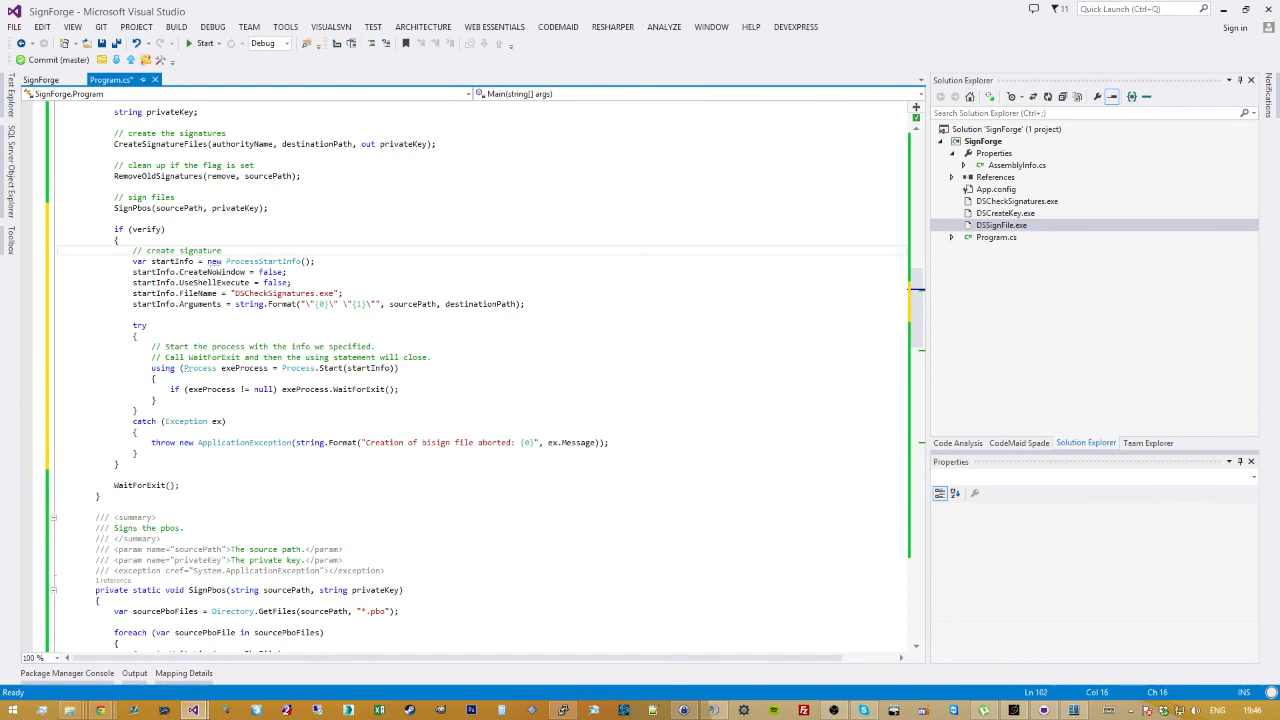 SignForge - Microsoft Visual Studio
11
Quick Launch (Ctrl+Q)
FILE EDIT VIEW GIT PROJECT BUILD DEBUG TEAM TOOLS VISUALSVN TEST ARCHITECTURE WEB ESSENTIALS CODEMAID RESHARPER ANALYZE WINDOW HELP DEVEXPRESS
Sign in
Start Debug
Commit (master)
SignForge Program.cs*
SignForge.Program Main(string[] args)
Test Explorer
SQL Server Object Explorer
Toolbox
string privateKey;
// create the signatures
CreateSignatureFiles(authorityName, destinationPath, out privateKey);
// clean up if the flag is set
RemoveOldSignatures(remove, sourcePath);
// sign files
SignPbos(sourcePath, privateKey);
if (verify)
{
// create signature
var startInfo = new ProcessStartInfo();
startInfo.CreateNoWindow = false;
startInfo.UseShellExecute = false;
startInfo.FileName = "DSCheckSignatures.exe";
startInfo.Arguments = string.Format("\"{0}\" \"{1}\"", sourcePath, destinationPath);
try
{
// Start the process with the info we specified.
// Call WaitForExit and then the using statement will close.
using (Process exeProcess = Process.Start(startInfo))
{
if (exeProcess != null) exeProcess.WaitForExit();
}
}
catch (Exception ex)
{
throw new ApplicationException(string.Format("Creation of bisign file aborted: {0}", ex.Message));
}
}
WaitForExit();
}
/// <summary>
/// Signs the pbos.
/// </summary>
/// <param name="sourcePath">The source path.</param>
/// <param name="privateKey">The private key.</param>
/// <exception cref="System.ApplicationException"></exception>
1 reference
private static void SignPbos(string sourcePath, string privateKey)
{
var sourcePboFiles = Directory.GetFiles(sourcePath, "*.pbo");
foreach (var sourcePboFile in sourcePboFiles)
{
100 %
Solution Explorer
Search Solution Explorer (Ctrl+;)
Solution 'SignForge' (1 project)
SignForge
Properties
AssemblyInfo.cs
References
App.config
DSCheckSignatures.exe
DSCreateKey.exe
DSSignFile.exe
Program.cs
Code Analysis CodeMaid Spade Solution Explorer Team Explorer
Properties
Notifications
Package Manager Console Output Mapping Details
Ready Ln 102 Col 16 Ch 16 INS
ENG 19:46